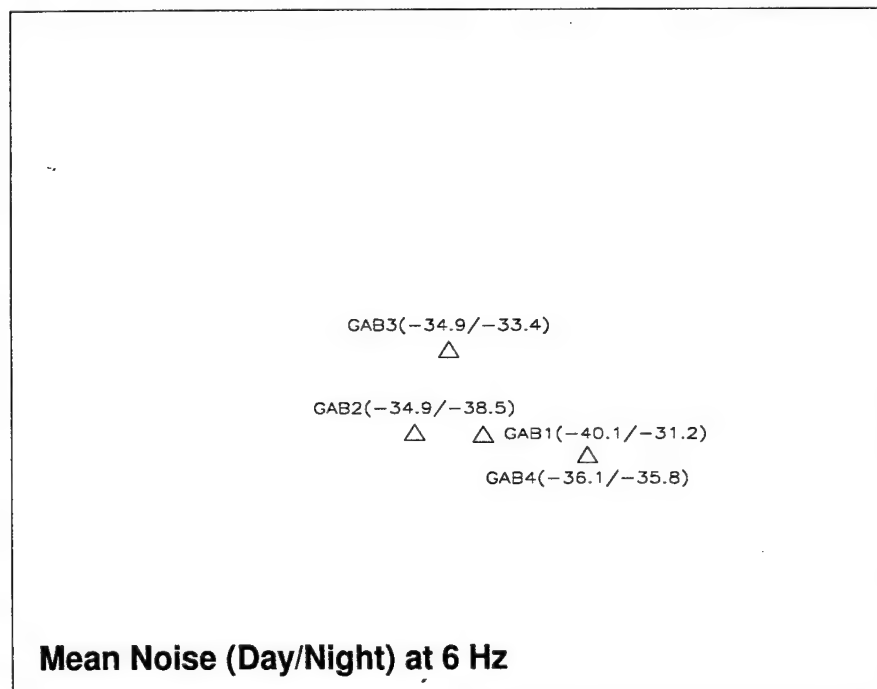 GAB3(-34.9/-33.4)
GAB2(-34.9/-38.5)
GAB1(-40.1/-31.2)
GAB4(-36.1/-35.8)
Mean Noise (Day/Night) at 6 Hz